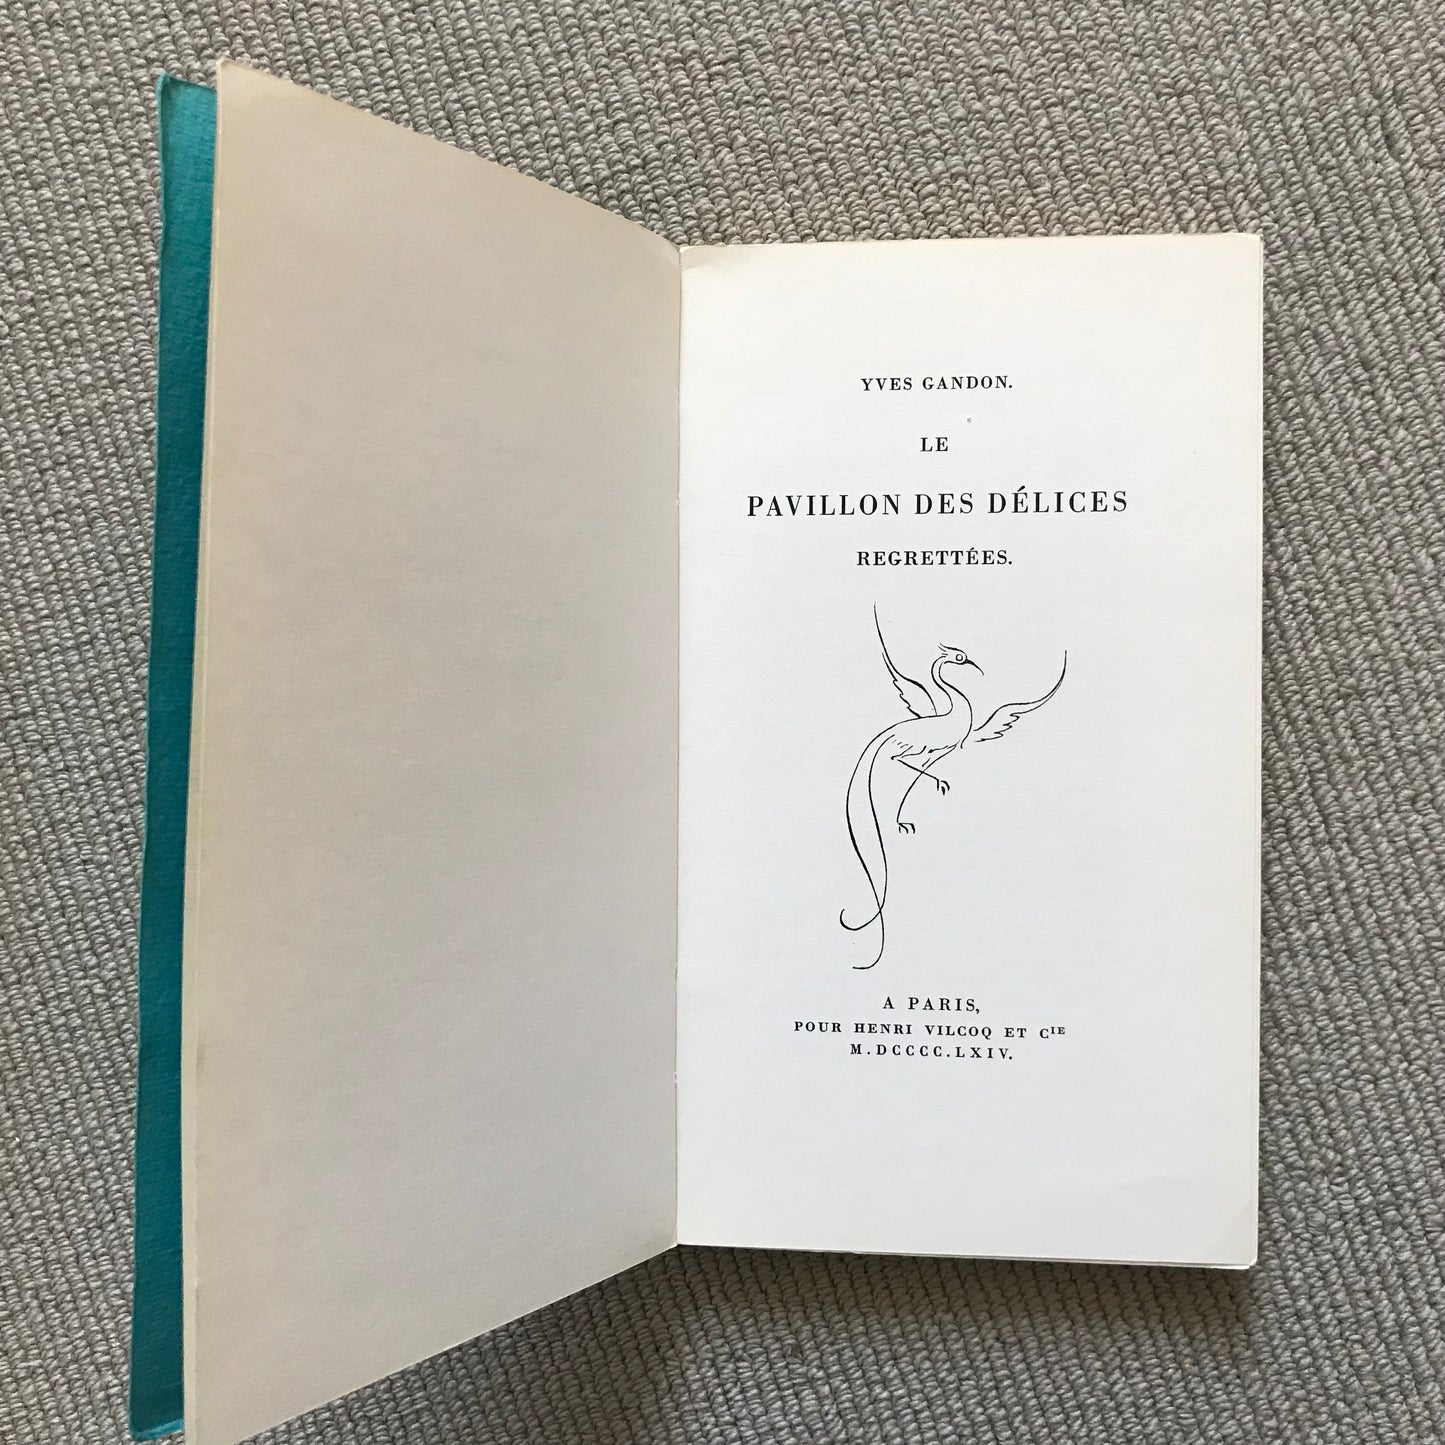 YVES GANDON.
LE
PAVILLON DES DÉLICES
REGRETTÉES.
A PARIS,
POUR HENRI VILCOQ ET CIE
M.DCCCC.LXIV.